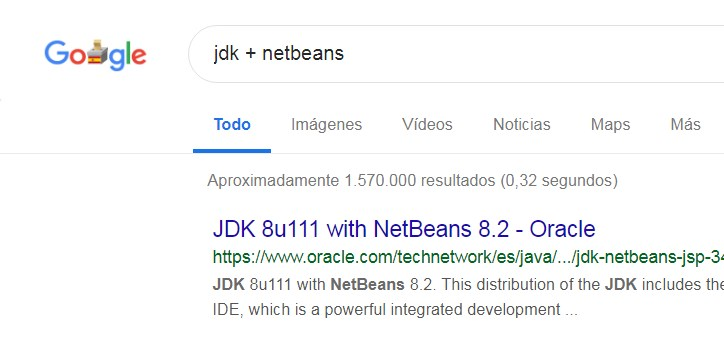 Google
jdk + netbeans
Todo Imágenes Vídeos Noticias Maps Más
Aproximadamente 1.570.000 resultados (0,32 segundos)
JDK 8u111 with NetBeans 8.2 - Oracle
https://www.oracle.com/technetwork/es/java/.../jdk-netbeans-jsp-34
JDK 8u111 with NetBeans 8.2. This distribution of the JDK includes the
IDE, which is a powerful integrated development ...